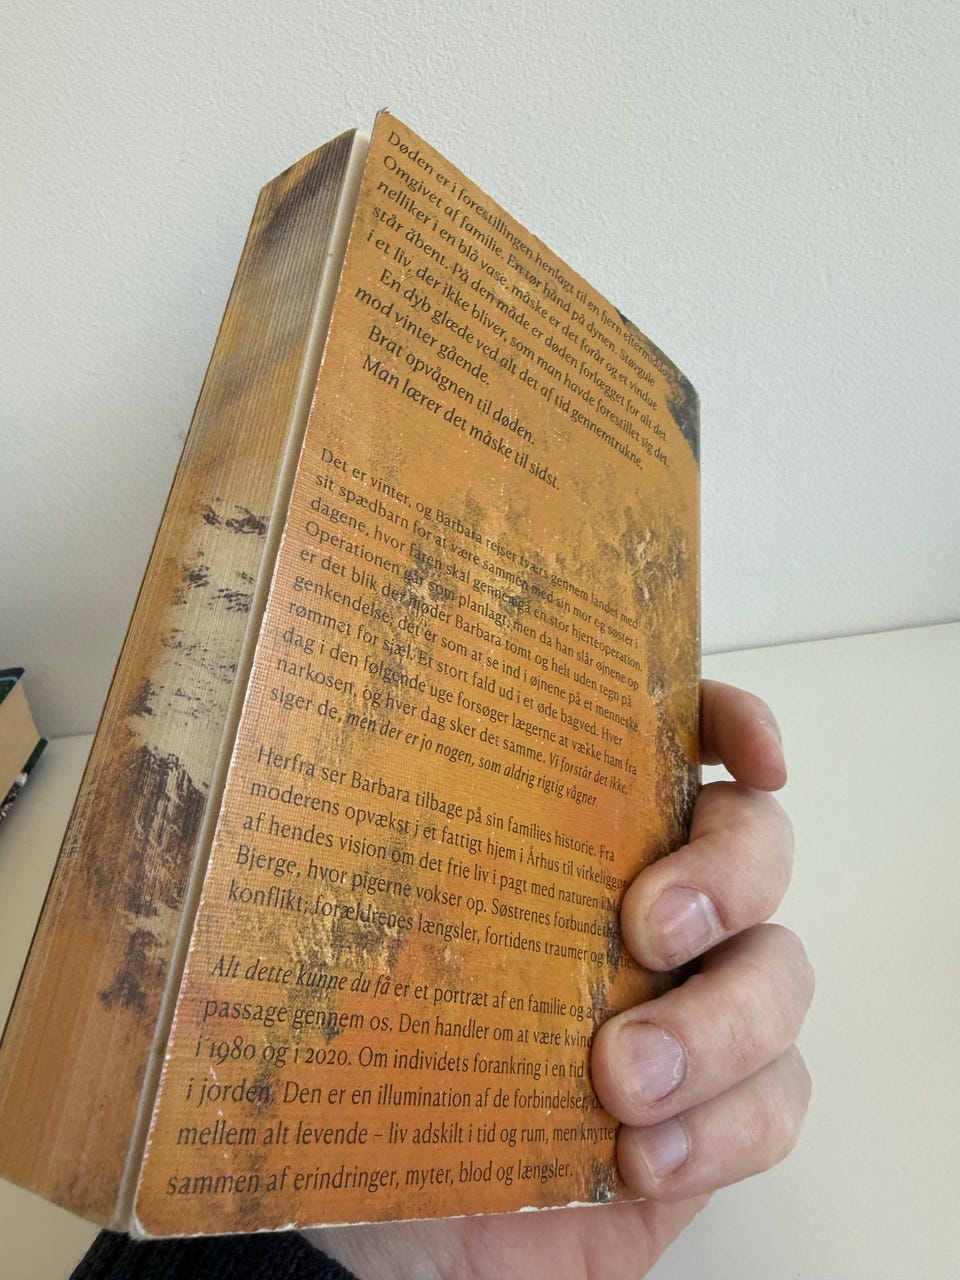 Døden er i forestillingen henlagt til en fjern eftermiddag.
Omgivet af familie. En tør hånd på dynen. Støvgule
nelliker i en blå vase, måske er det forår og et vindue
står åbent. På den måde er døden forlægget for alt det
i et liv, der ikke bliver, som man havde forestillet sig det.
En dyb glæde ved alt det af tid gennemtrukne,
mod vinter gående.
Brat opvågnen til døden.
Man lærer det måske til sidst.
Det er vinter, og Barbara rejser tværs gennem landet med
sit spædbarn for at være sammen med sin mor og søster i
dagene, hvor faren skal gennemgå en stor hjerteoperation.
Operationen går som planlagt, men da han slår øjnene op
er det blik der møder Barbara tomt og helt uden tegn på
genkendelse, det er som at se ind i øjnene på et menneske
rømmet for sjæl. Et stort fald ud i et øde bagved. Hver
dag i den følgende uge forsøger lægerne at vække ham fra
narkosen, og hver dag sker det samme. Vi forstår det ikke,
siger de, men der er jo nogen, som aldrig rigtig vågner.
Herfra ser Barbara tilbage på sin families historie. Fra
moderens opvækst i et fattigt hjem i Århus til
af hendes vision om det frie liv i pagt med naturen i
Bjerge, hvor pigerne vokser op. Søstrenes
konflikt; forældrenes længsler, fortidens traumer og
Alt dette kunne du få er et portræt af en familie og
passage gennem os. Den handler om at være
i 1980 og i 2020. Om individets forankring i en tid
i jorden. Den er en illumination af de forbindelser,
mellem alt levende – liv adskilt i tid og rum, men
sammen af erindringer, myter, blod og længsler.